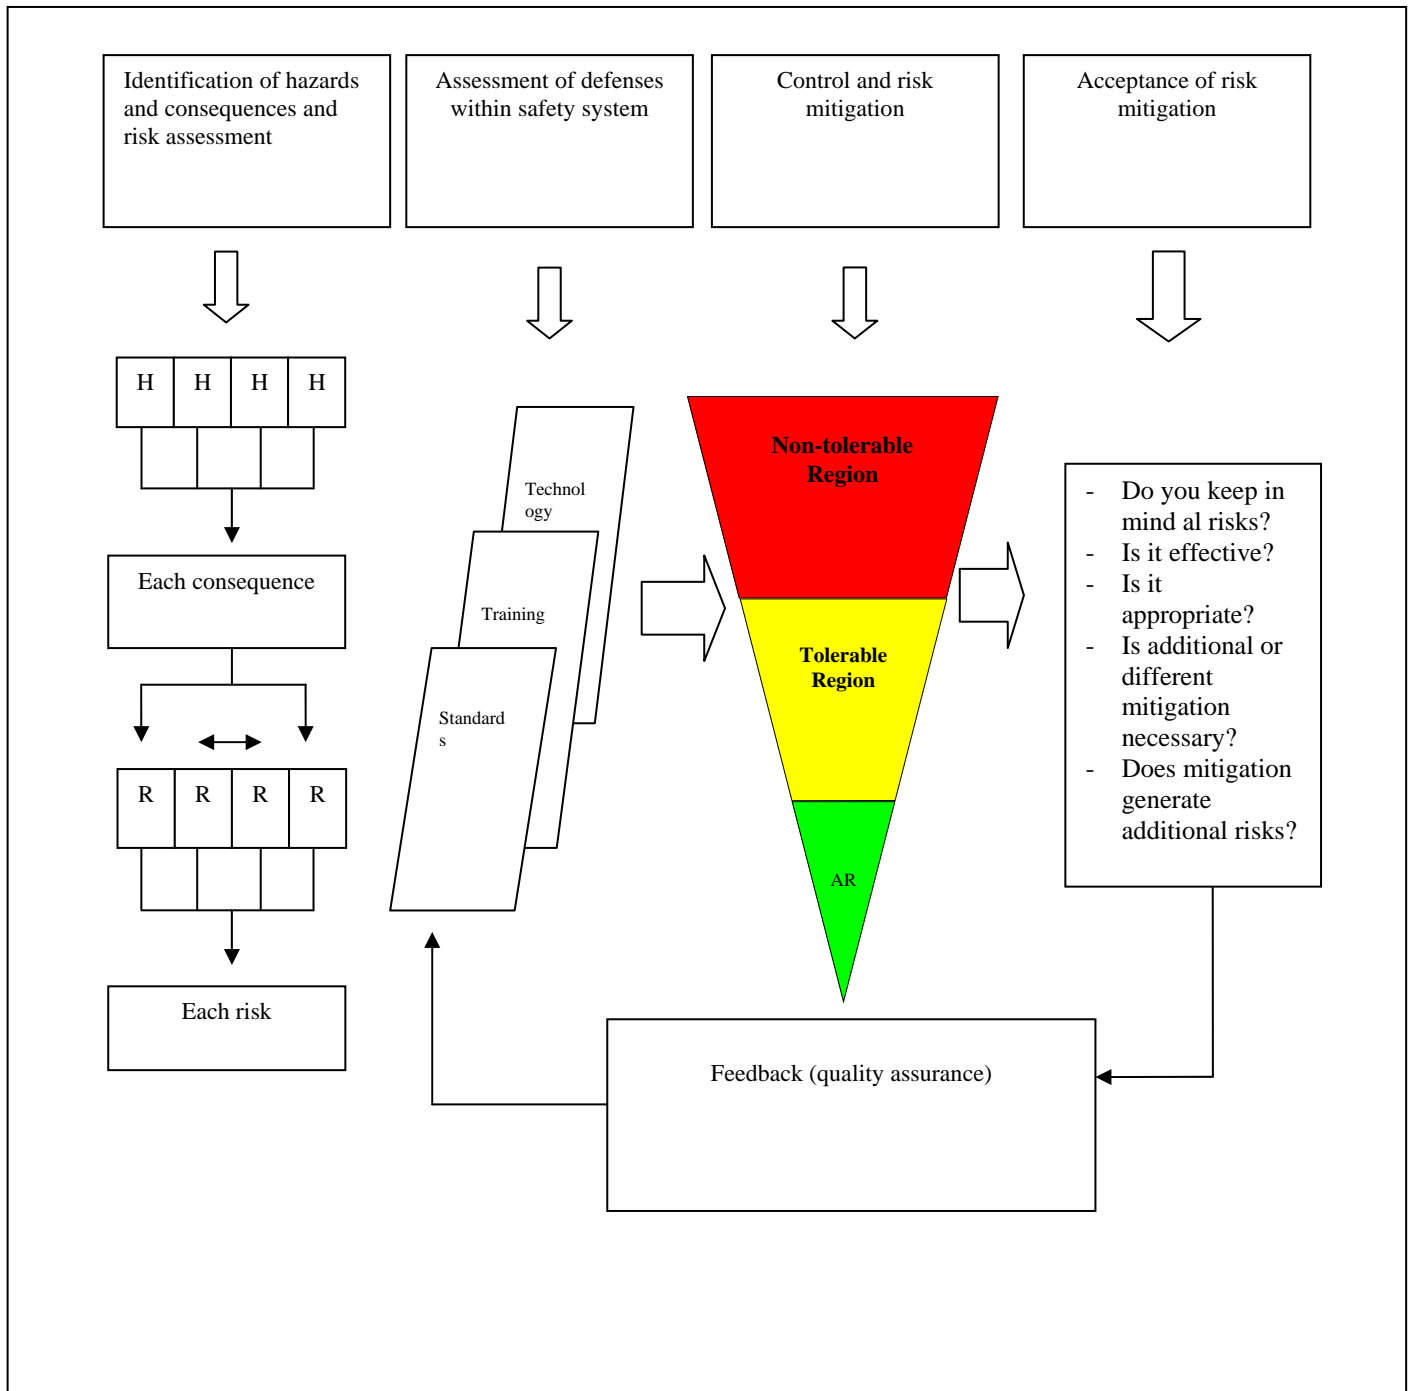 Identification of hazards
and consequences and
risk assessment
Assessment of defenses
within safety system
Control and risk
mitigation
Acceptance of risk
mitigation
H H H H
Each consequence
R R R R
Each risk
Technol
ogy
Training
Standard
s
Non-tolerable
Region
Tolerable
Region
AR
- Do you keep in
mind al risks?
- Is it effective?
- Is it
appropriate?
- Is additional or
different
mitigation
necessary?
- Does mitigation
generate
additional risks?
Feedback (quality assurance)